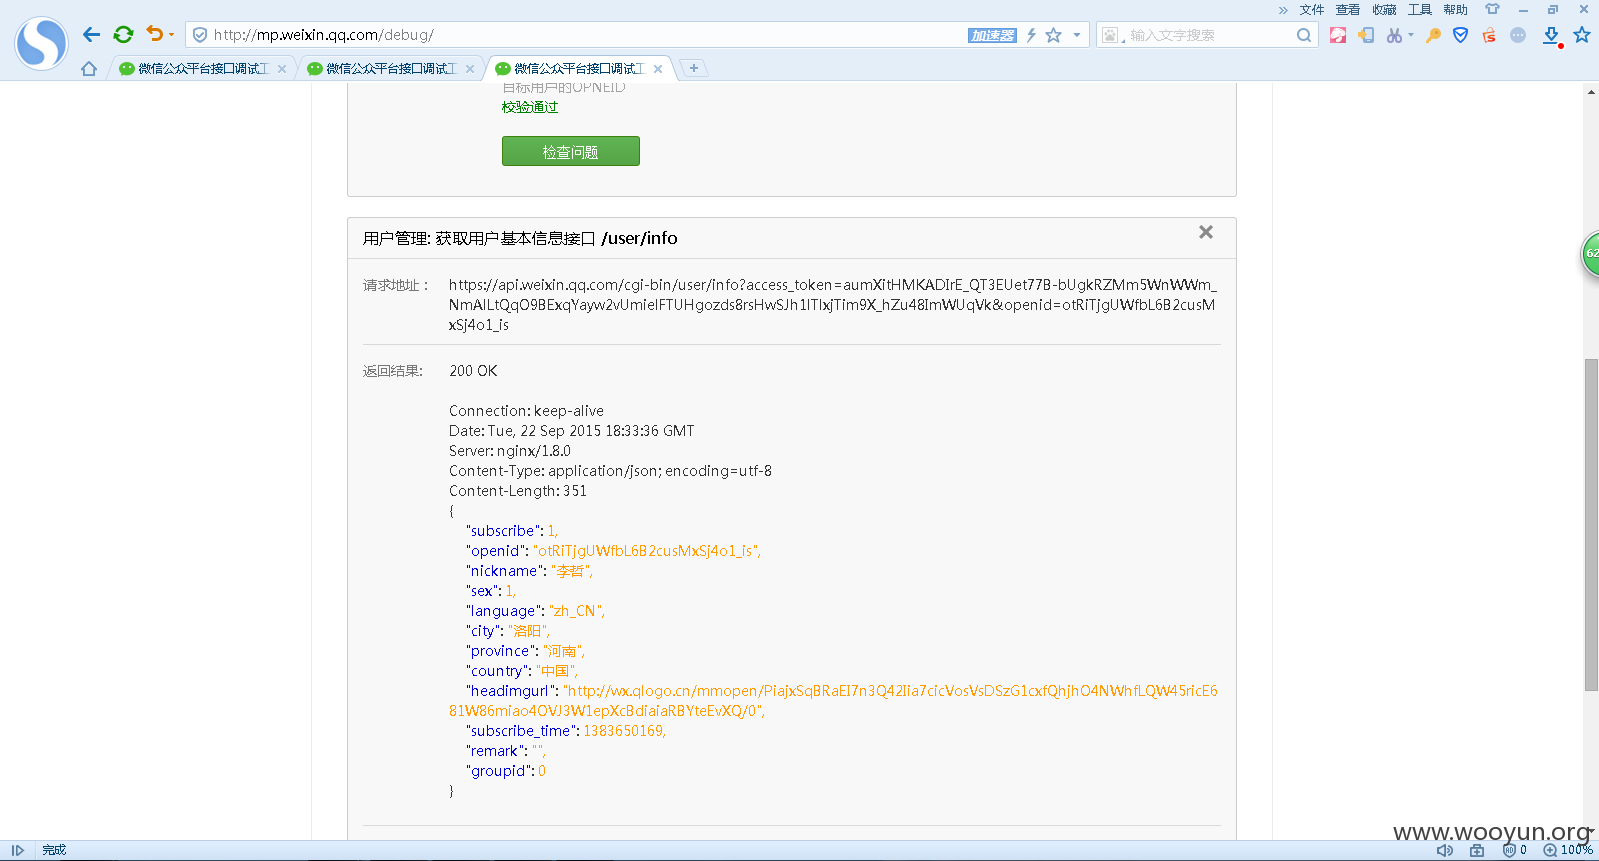 » 文件 查看 收藏 工具 帮助
http://mp.weixin.qq.com/debug/
加速器
输入文字搜索
微信公众平台接口调试工
微信公众平台接口调试工
微信公众平台接口调试工
目标用户的OPNEID
校验通过
检查问题
62
用户管理: 获取用户基本信息接口 /user/info
请求地址：
https://api.weixin.qq.com/cgi-bin/user/info?access_token=aumXitHMKADIrE_QT3EUet77B-bUgkRZMm5WnWWm_
NmAlLtQqO9BExqYayw2vUmielFTUHgozds8rsHwSJh1lTlxjTim9X_hZu48ImWUqVk&openid=otRiTjgUWfbL6B2cusM
xSj4o1_is
返回结果:
200 OK
Connection: keep-alive
Date: Tue, 22 Sep 2015 18:33:36 GMT
Server: nginx/1.8.0
Content-Type: application/json; encoding=utf-8
Content-Length: 351
{
"subscribe": 1,
"openid": "otRiTjgUWfbL6B2cusMxSj4o1_is",
"nickname": "李哲",
"sex": 1,
"language": "zh_CN",
"city": "洛阳",
"province": "河南",
"country": "中国",
"headimgurl": "http://wx.qlogo.cn/mmopen/PiajxSqBRaEI7n3Q42Iia7cicVosVsDSzG1cxfQhjhO4NWhfLQW45ricE6
81W86miao4OVJ3W1epXcBdiaiaRBYteEvXQ/0",
"subscribe_time": 1383650169,
"remark": "",
"groupid": 0
}
www.wooyun.org
完成
0
100%